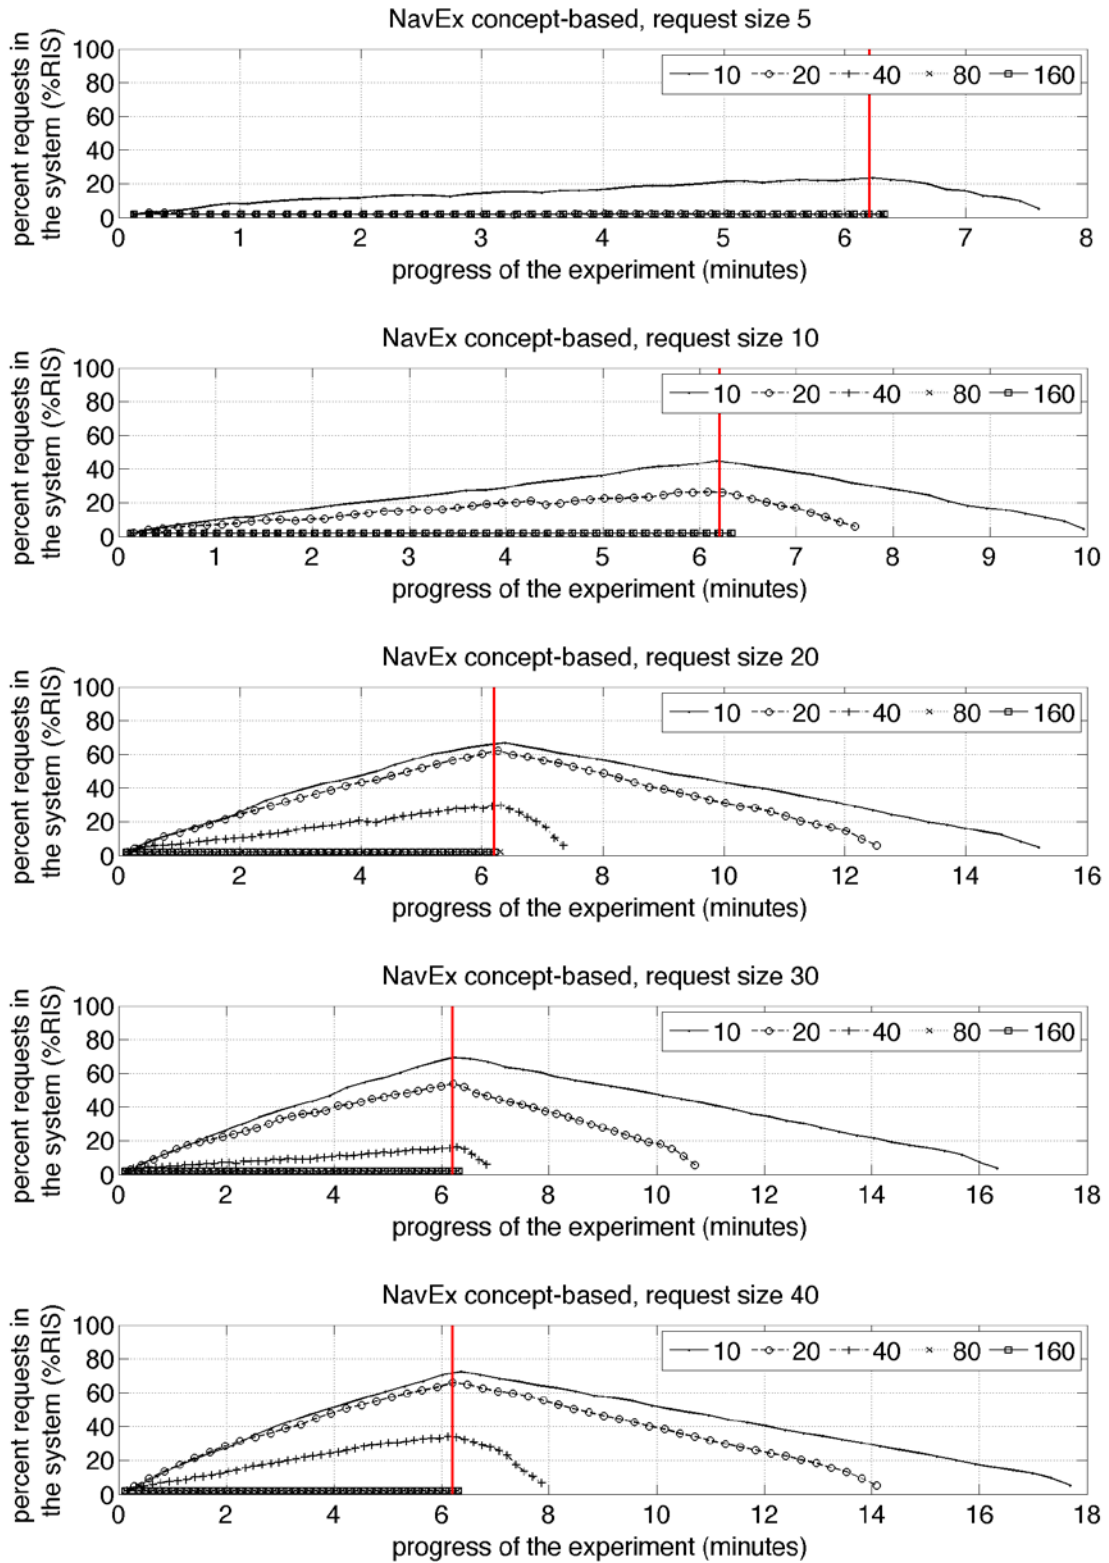 NavEx concept-based, request size 5
percent requests in
the system (%RIS)
100
80
60
40
20
0
10 20 40 80 160
0 1 2 3 4 5 6 7 8
progress of the experiment (minutes)
NavEx concept-based, request size 10
percent requests in
the system (%RIS)
100
80
60
40
20
0
10 20 40 80 160
0 1 2 3 4 5 6 7 8 9 10
progress of the experiment (minutes)
NavEx concept-based, request size 20
percent requests in
the system (%RIS)
100
80
60
40
20
0
10 20 40 80 160
0 2 4 6 8 10 12 14 16
progress of the experiment (minutes)
NavEx concept-based, request size 30
percent requests in
the system (%RIS)
100
80
60
40
20
0
10 20 40 80 160
0 2 4 6 8 10 12 14 16 18
progress of the experiment (minutes)
NavEx concept-based, request size 40
percent requests in
the system (%RIS)
100
80
60
40
20
0
10 20 40 80 160
0 2 4 6 8 10 12 14 16 18
progress of the experiment (minutes)